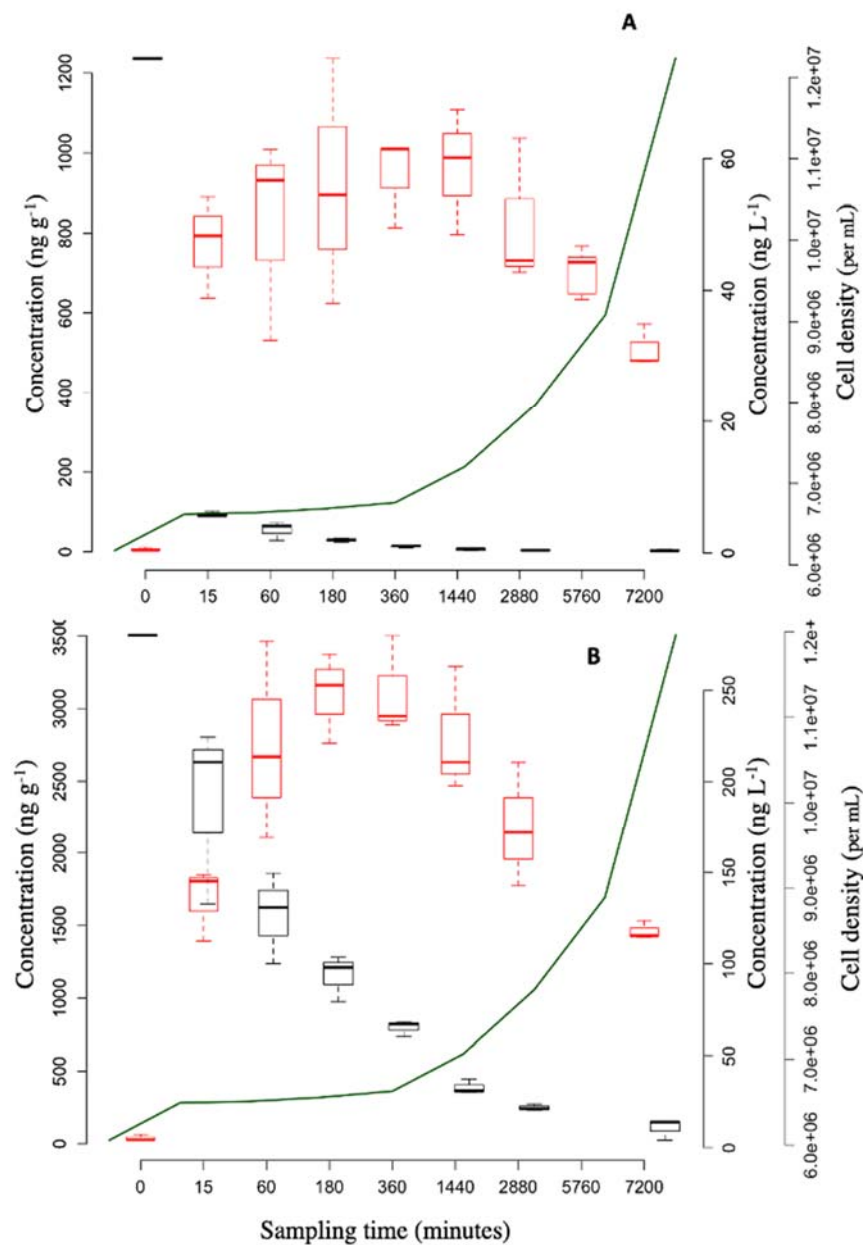 A
Concentration (ng g⁻¹)
1200
1000
800
600
400
200
0
Concentration (ng L⁻¹)
60
40
20
0
Cell density (per mL)
1.2e+07
1.1e+07
1.0e+07
9.0e+06
8.0e+06
7.0e+06
6.0e+06
0 15 60 180 360 1440 2880 5760 7200
B
Concentration (ng g⁻¹)
3000
2500
2000
1500
1000
500
0
Concentration (ng L⁻¹)
250
200
150
100
50
0
Cell density (per mL)
1.2e+
1.1e+07
1.0e+07
9.0e+06
8.0e+06
7.0e+06
6.0e+06
0 15 60 180 360 1440 2880 5760 7200
Sampling time (minutes)